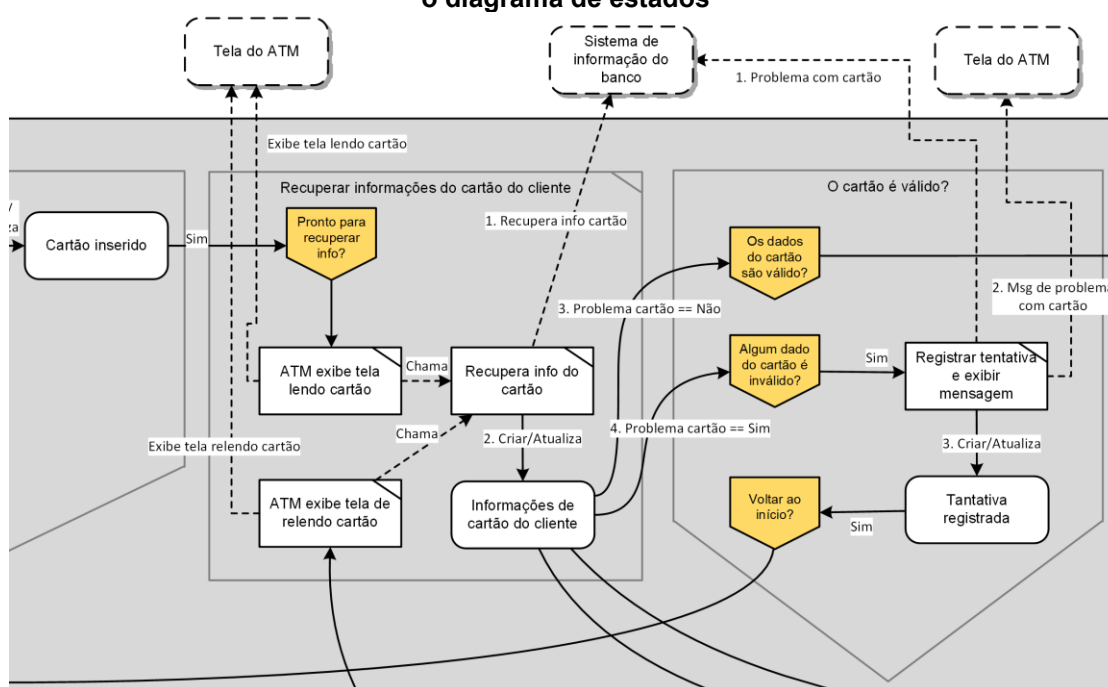 o diagrama de estados
Tela do ATM
Sistema de
informação do
banco
Tela do ATM
1. Problema com cartão
Exibe tela lendo cartão
Recuperar informações do cartão do cliente
O cartão é válido?
/
za
Cartão inserido
Sim
Pronto para
recuperar
info?
1. Recupera info cartão
Os dados
do cartão
são válido?
2. Msg de problema
com cartão
3. Problema cartão == Não
ATM exibe tela
lendo cartão
Chama
Recupera info do
cartão
Algum dado
do cartão é
inválido?
Sim
Registrar tentativa
e exibir
mensagem
Exibe tela relendo cartão
Chama
2. Criar/Atualiza
4. Problema cartão == Sim
3. Criar/Atualiza
ATM exibe tela de
relendo cartão
Informações de
cartão do cliente
Voltar ao
início?
Sim
Tantativa
registrada